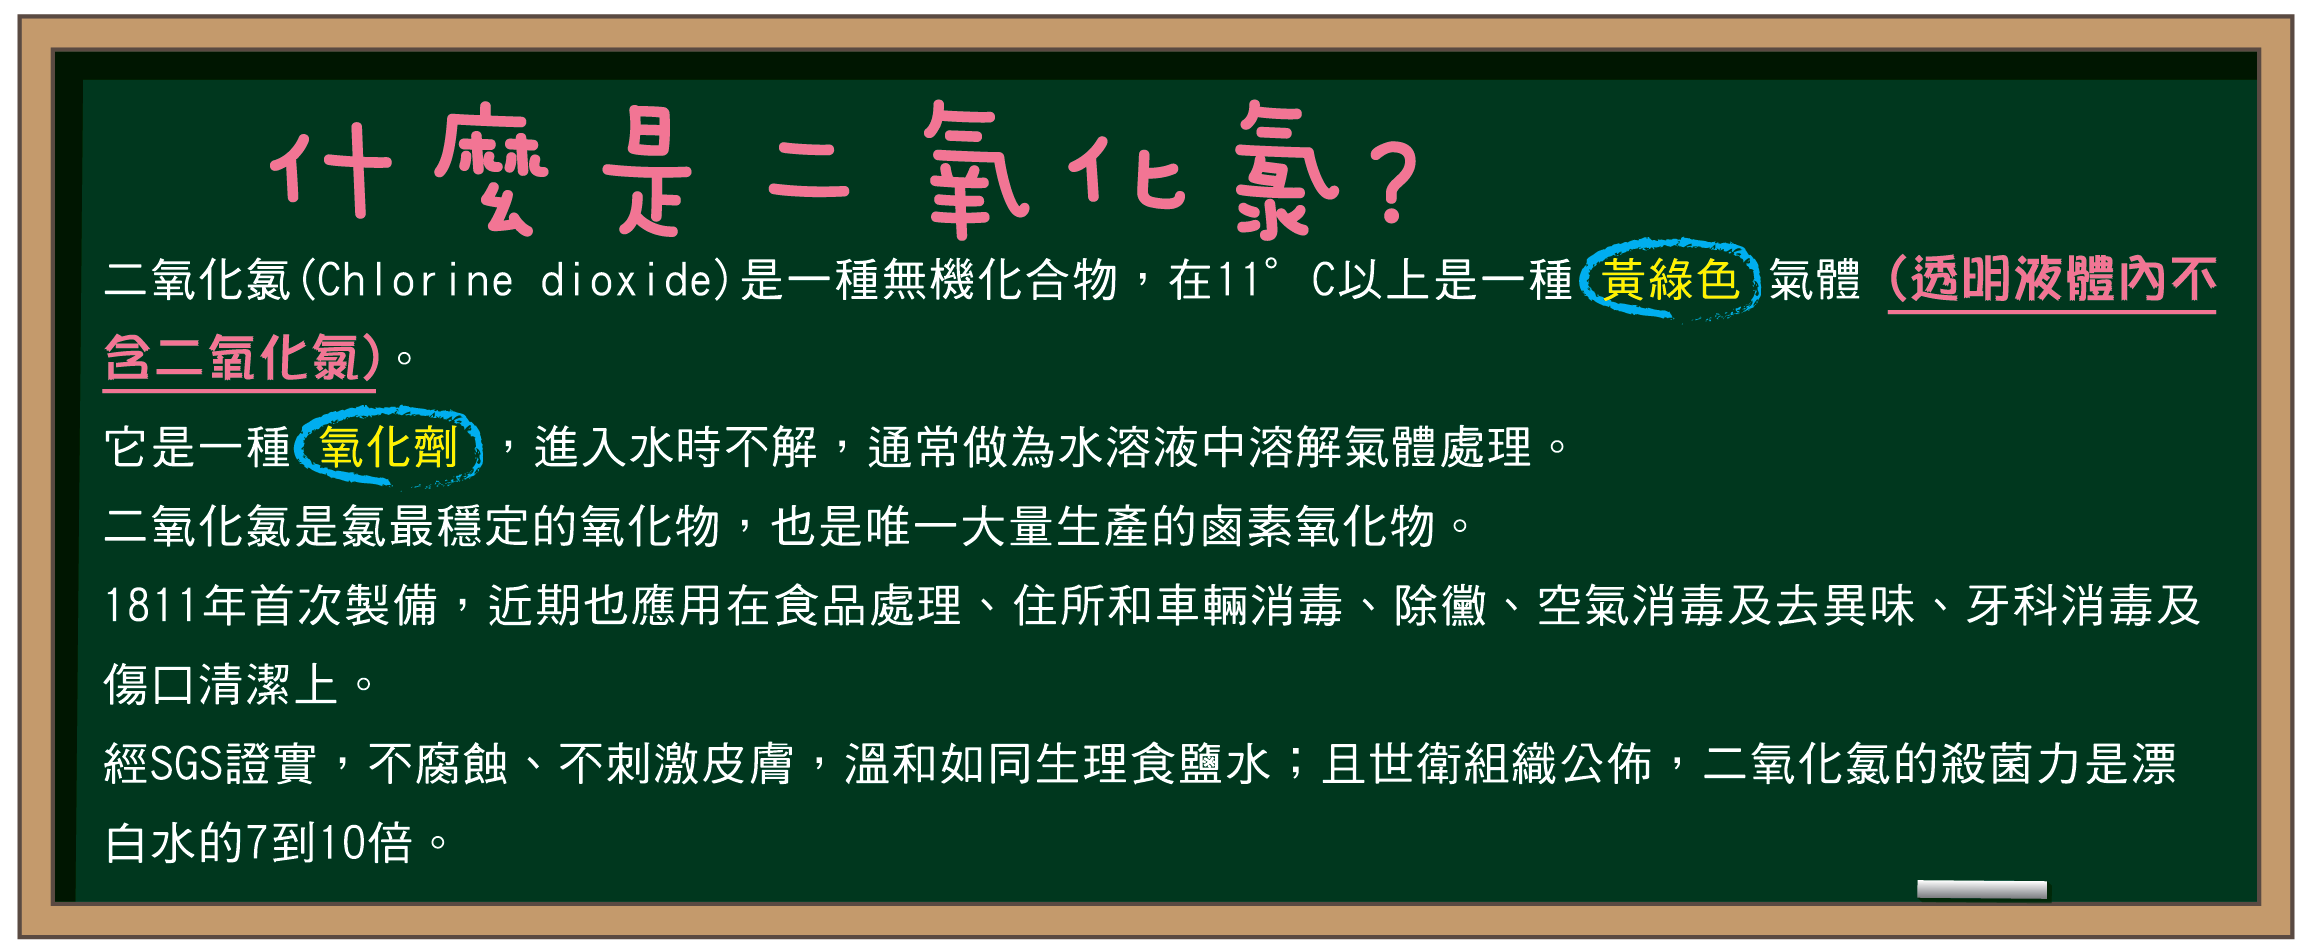 什麼是二氧化氯?
二氧化氯(Chlorine dioxide)是一種無機化合物，在11°C以上是一種 黃綠色 氣體 (透明液體內不
含二氧化氯)。
它是一種 氧化劑 ，進入水時不解，通常做為水溶液中溶解氣體處理。
二氧化氯是氯最穩定的氧化物，也是唯一大量生產的鹵素氧化物。
1811年首次製備，近期也應用在食品處理、住所和車輛消毒、除黴、空氣消毒及去異味、牙科消毒及
傷口清潔上。
經SGS證實，不腐蝕、不刺激皮膚，溫和如同生理食鹽水；且世衛組織公佈，二氧化氯的殺菌力是漂
白水的7到10倍。